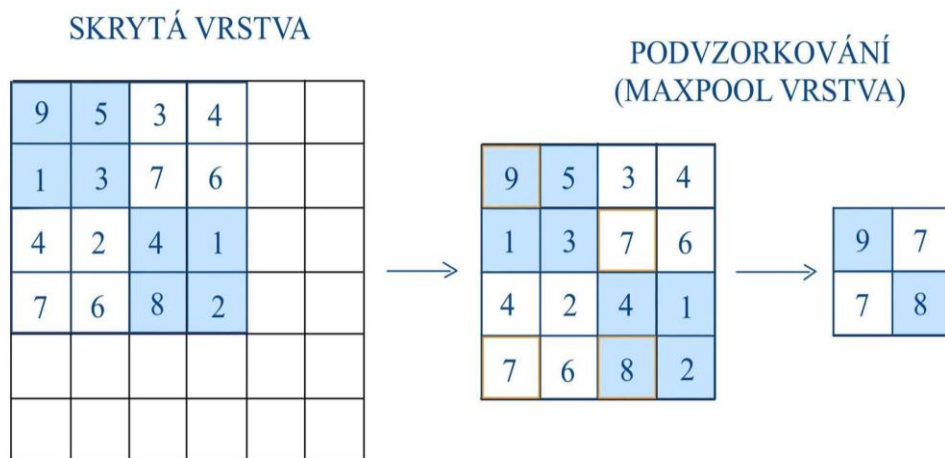 SKRYTÁ VRSTVA
9 5 3 4
1 3 7 6
4 2 4 1
7 6 8 2
PODVZORKOVÁNÍ
(MAXPOOL VRSTVA)
9 5 3 4
1 3 7 6
4 2 4 1
7 6 8 2
9 7
7 8